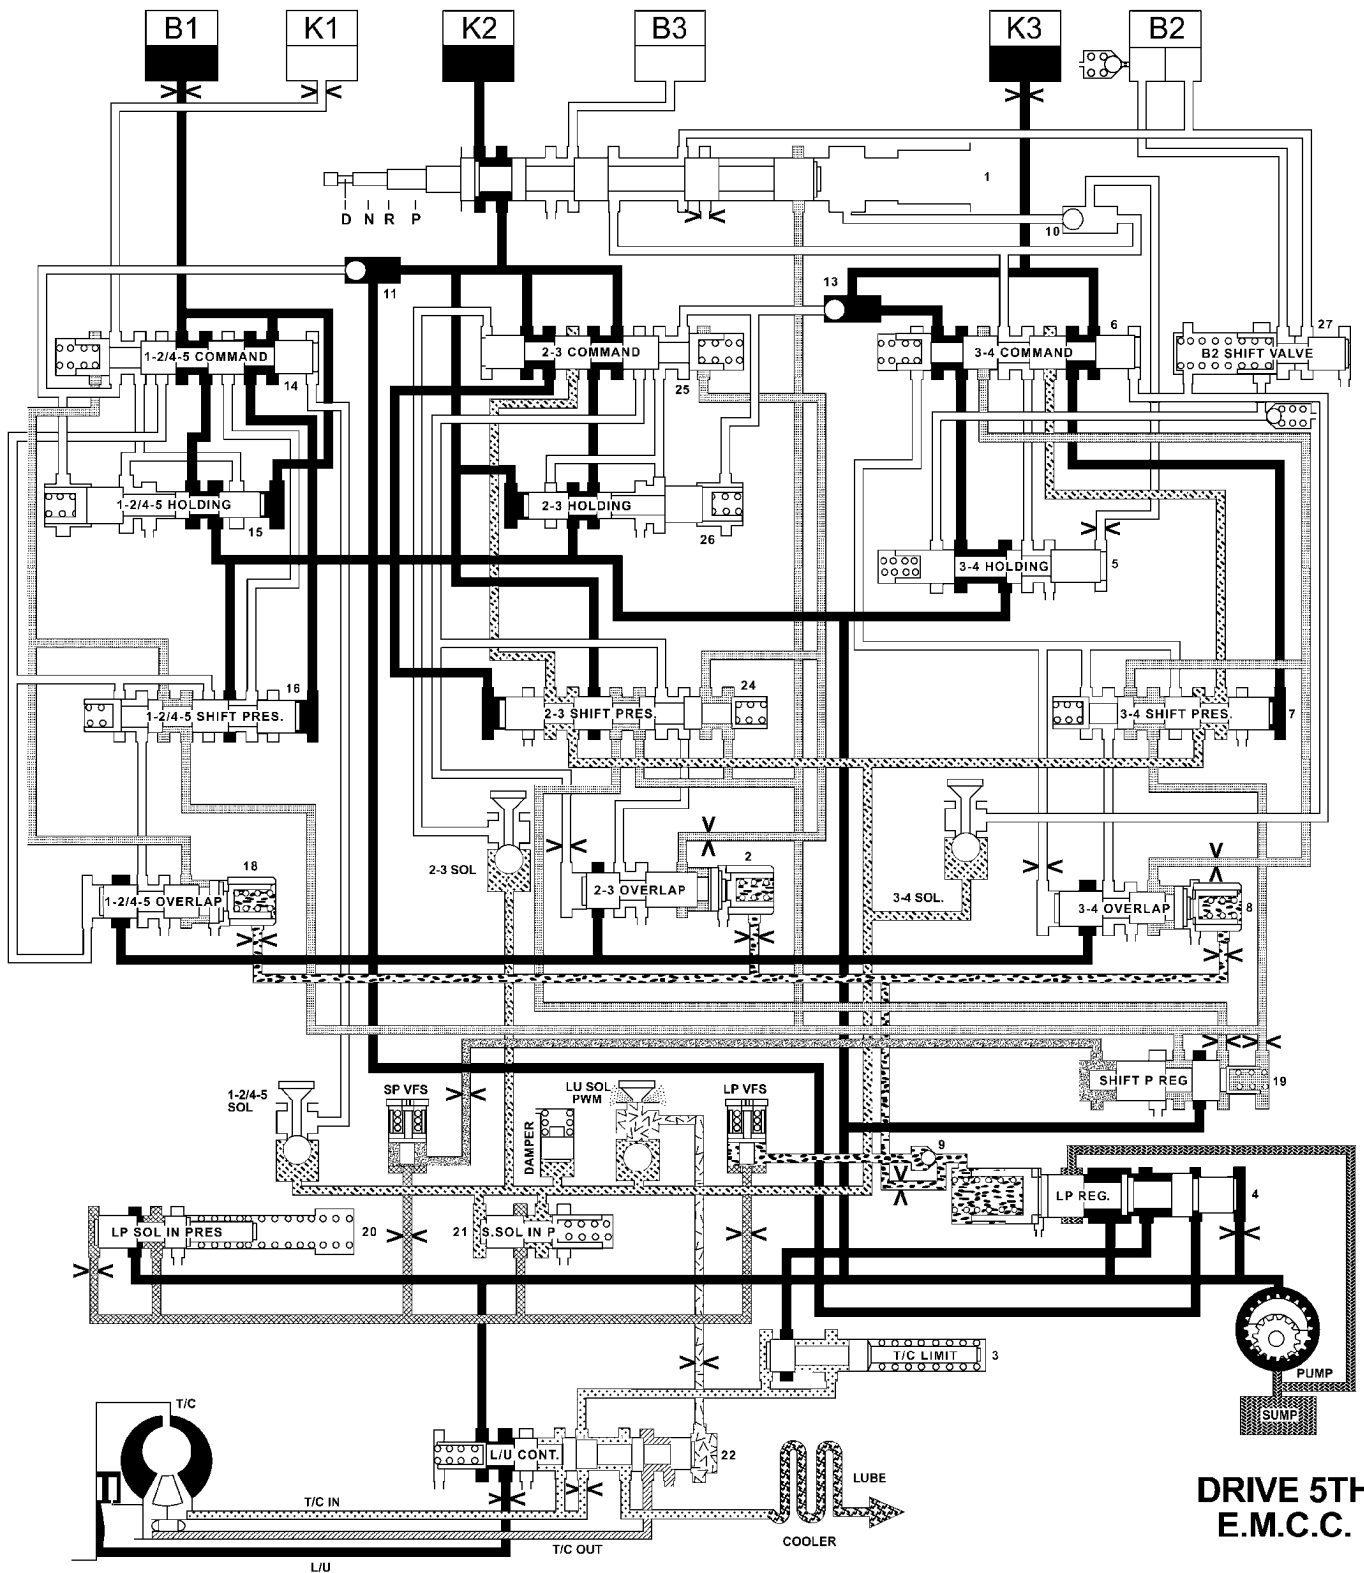 B1
K1
K2
B3
K3
B2
1
D N R P
10
11
13
14
1-2/4-5 COMMAND
2-3 COMMAND
25
6
3-4 COMMAND
27
B2 SHIFT VALVE
1-2/4-5 HOLDING
15
2-3 HOLDING
26
3-4 HOLDING
5
16
1-2/4-5 SHIFT PRES.
24
2-3 SHIFT PRES.
3-4 SHIFT PRES.
7
18
1-2/4-5 OVERLAP
2-3 SOL
2
2-3 OVERLAP
3-4 SOL.
3-4 OVERLAP
8
SHIFT P REG
19
1-2/4-5
SOL
SP VFS
DAMPER
LU SOL
PWM
LP VFS
9
LP REG.
4
LP SOL IN PRES
20
21
S.SOL IN P
T/C LIMIT
3
PUMP
SUMP
T/C
L/U CONT.
22
T/C IN
T/C OUT
L/U
LUBE
COOLER
DRIVE 5TH
E.M.C.C.